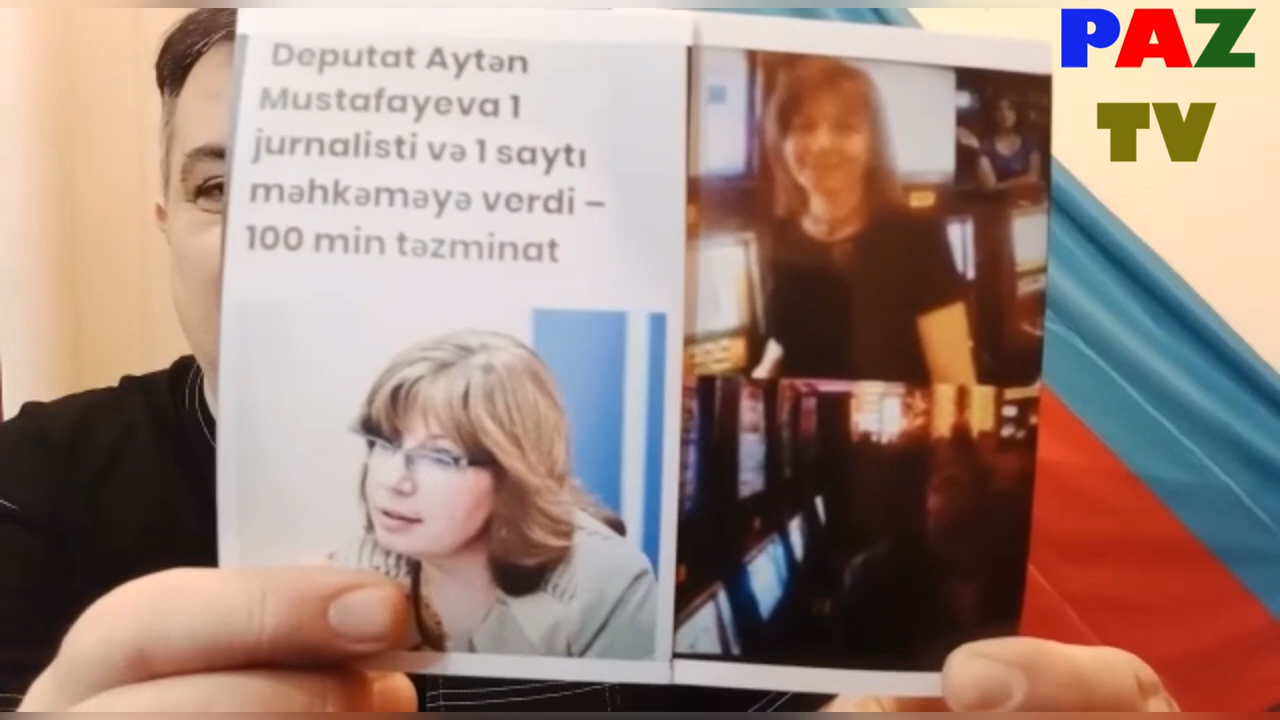 Deputat Aytən
Mustafayeva 1
jurnalisti və 1 saytı
məhkəməyə verdi –
100 min təzminat
PAZ
TV